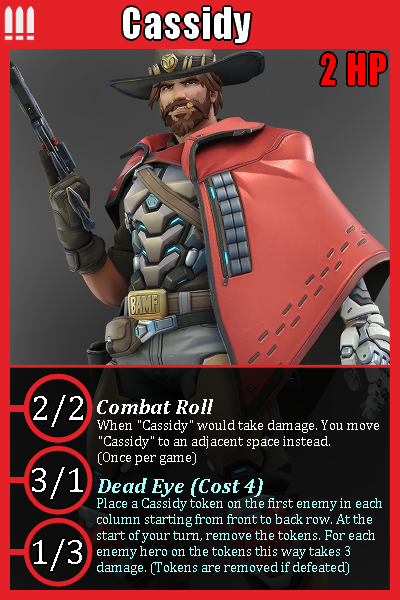 Cassidy
2 HP
BAMF
2/2
Combat Roll
When "Cassidy" would take damage. You move
"Cassidy" to an adjacent space instead.
(Once per game)
3/1
Dead Eye (Cost 4)
Place a Cassidy token on the first enemy in each
column starting from front to back row. At the
start of your turn, remove the tokens. For each
enemy hero on the tokens this way takes 3
damage. (Tokens are removed if defeated)
1/3